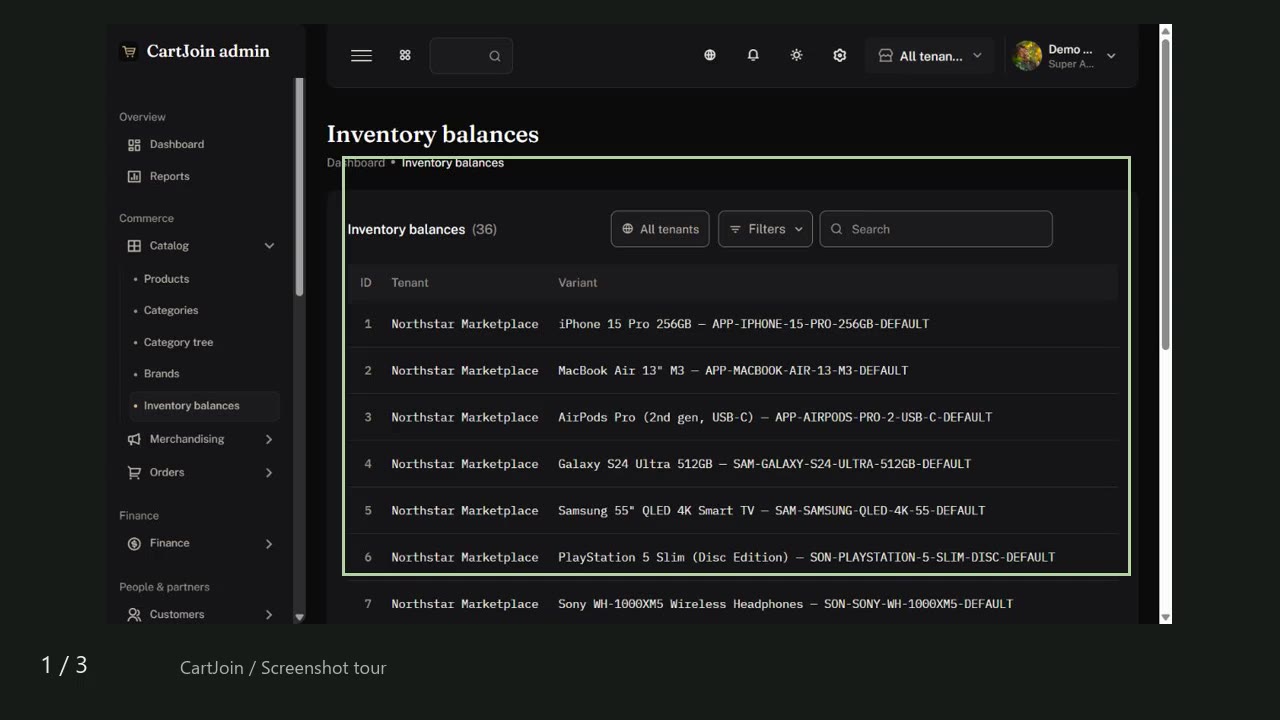 CartJoin admin
All tenan...
Demo ...
Super A...
Overview
Dashboard
Reports
Commerce
Catalog
Products
Categories
Category tree
Brands
Inventory balances
Merchandising
Orders
Finance
Finance
People & partners
Customers
Inventory balances
Dashboard • Inventory balances
Inventory balances (36)
All tenants
Filters
Search
ID Tenant Variant
1 Northstar Marketplace iPhone 15 Pro 256GB — APP-IPHONE-15-PRO-256GB-DEFAULT
2 Northstar Marketplace MacBook Air 13" M3 — APP-MACBOOK-AIR-13-M3-DEFAULT
3 Northstar Marketplace AirPods Pro (2nd gen, USB-C) — APP-AIRPODS-PRO-2-USB-C-DEFAULT
4 Northstar Marketplace Galaxy S24 Ultra 512GB — SAM-GALAXY-S24-ULTRA-512GB-DEFAULT
5 Northstar Marketplace Samsung 55" QLED 4K Smart TV — SAM-SAMSUNG-QLED-4K-55-DEFAULT
6 Northstar Marketplace PlayStation 5 Slim (Disc Edition) — SON-PLAYSTATION-5-SLIM-DISC-DEFAULT
7 Northstar Marketplace Sony WH-1000XM5 Wireless Headphones — SON-SONY-WH-1000XM5-DEFAULT
1 / 3
CartJoin / Screenshot tour